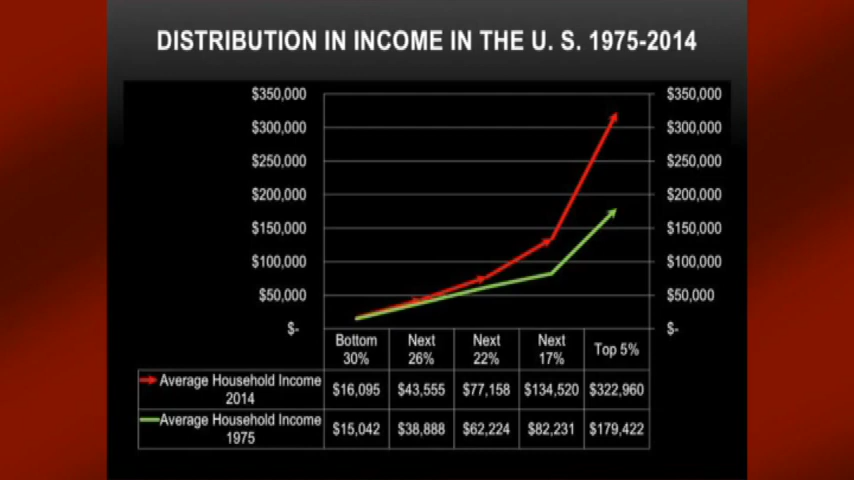 DISTRIBUTION IN INCOME IN THE U. S. 1975-2014
$350,000 $350,000
$300,000 $300,000
$250,000 $250,000
$200,000 $200,000
$150,000 $150,000
$100,000 $100,000
$50,000 $50,000
$- $-
Bottom 30% Next 26% Next 22% Next 17% Top 5%
Average Household Income 2014 $16,095 $43,555 $77,158 $134,520 $322,960
Average Household Income 1975 $15,042 $38,888 $62,224 $82,231 $179,422